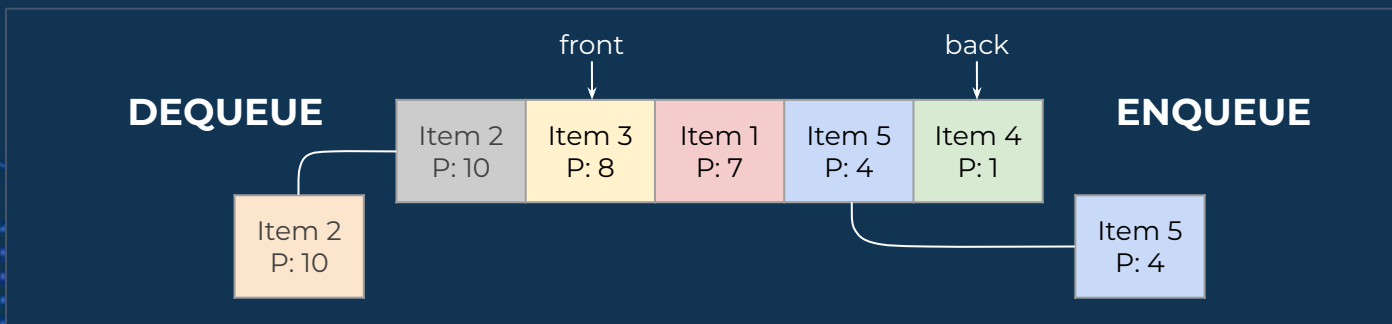 front
back
DEQUEUE
ENQUEUE
Item 2
P: 10
Item 3
P: 8
Item 1
P: 7
Item 5
P: 4
Item 4
P: 1
Item 2
P: 10
Item 5
P: 4